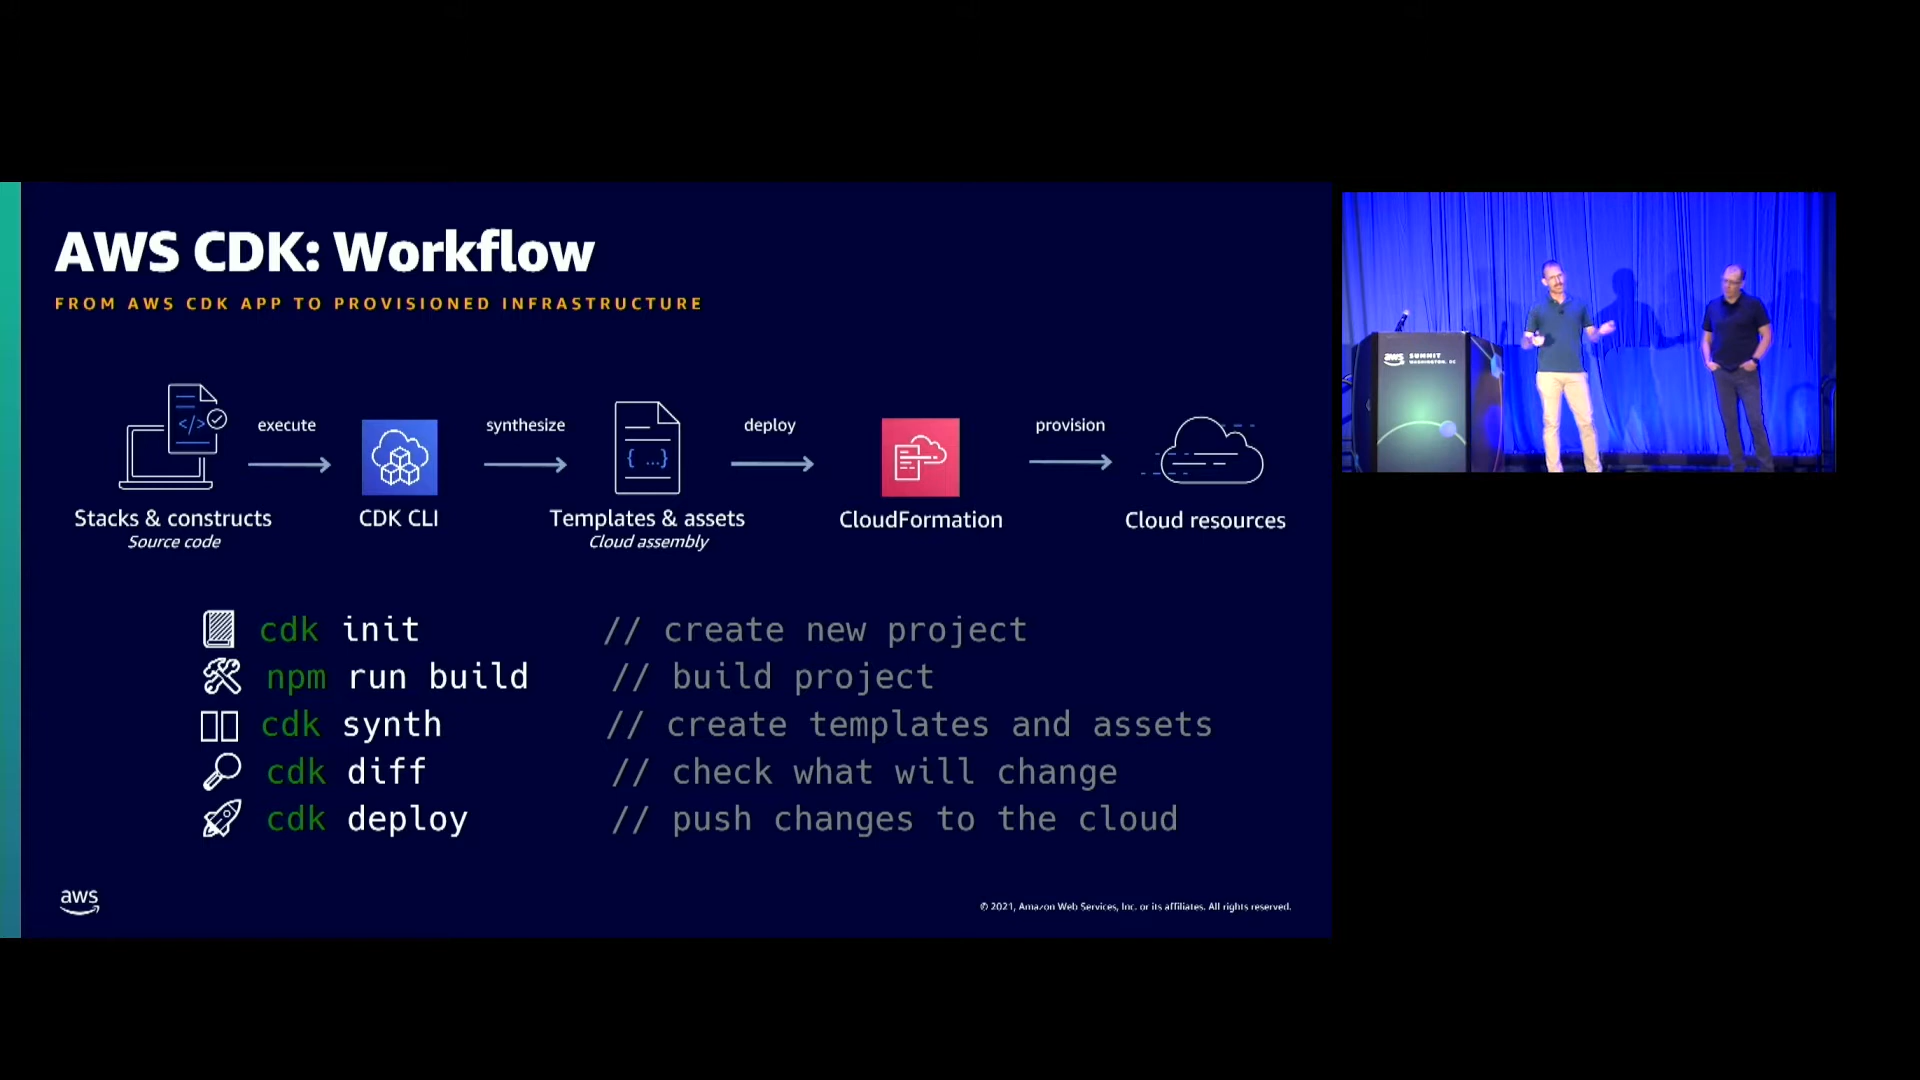 AWS CDK: Workflow
FROM AWS CDK APP TO PROVISIONED INFRASTRUCTURE
execute
synthesize
deploy
provision
</>
{ ...}
Stacks & constructs
Source code
CDK CLI
Templates & assets
Cloud assembly
CloudFormation
Cloud resources
cdk init // create new project
npm run build // build project
cdk synth // create templates and assets
cdk diff // check what will change
cdk deploy // push changes to the cloud
aws
© 2021, Amazon Web Services, Inc. or its affiliates. All rights reserved.
aws SUMMIT
WASHINGTON, DC